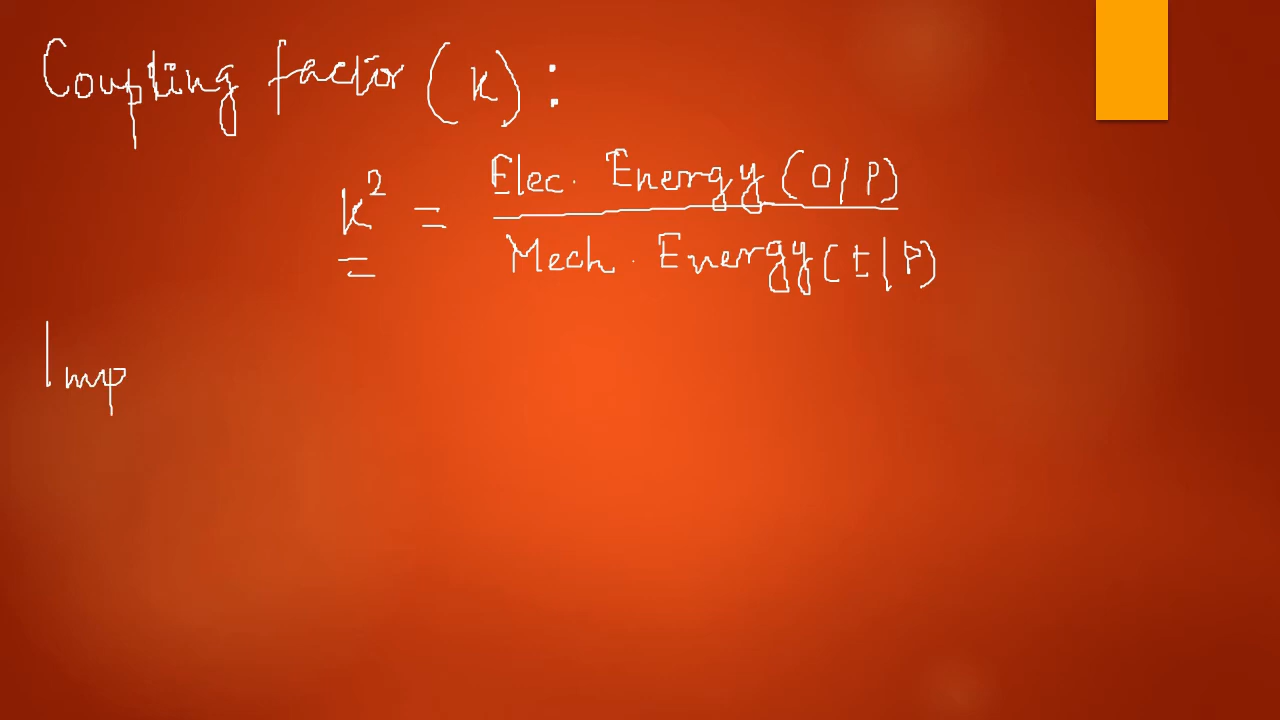 Coupling factor (k) :
k² = Elec. Energy (O/P)
Mech. Energy (I/P)
Imp